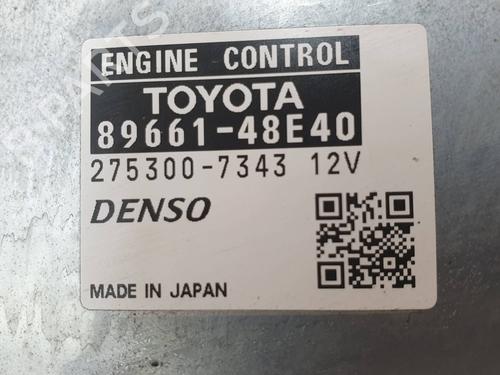 ENGINE CONTROL
TOYOTA
89661-48E40
275300-7343 12V
DENSO
MADE IN JAPAN